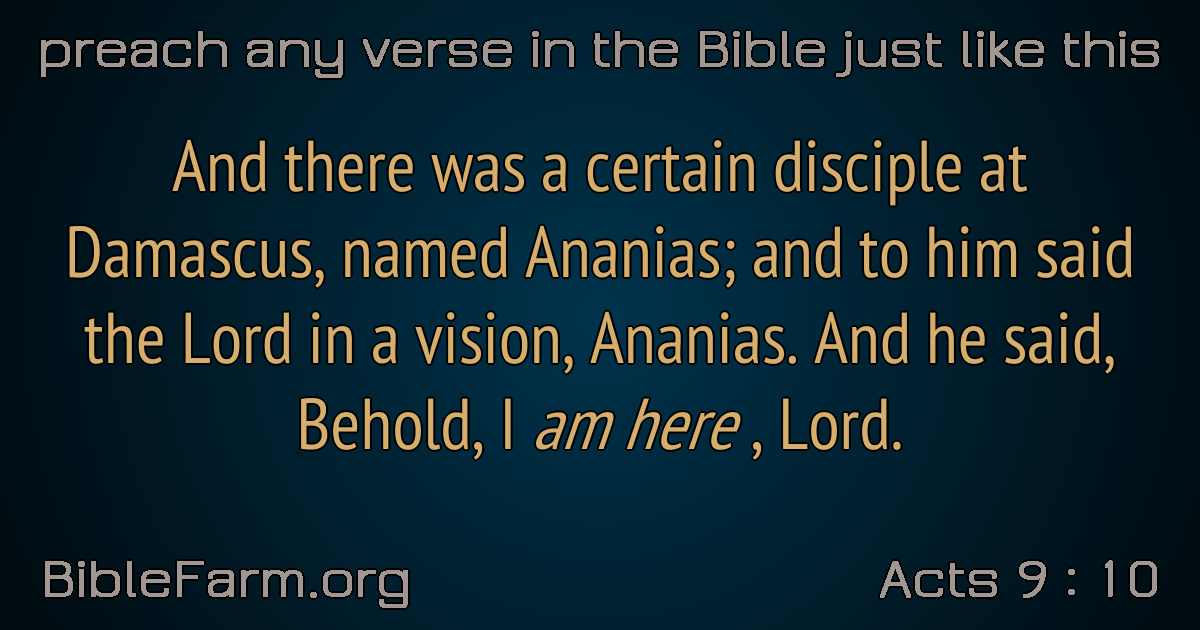 preach any verse in the Bible just like this
And there was a certain disciple at
Damascus, named Ananias; and to him said
the Lord in a vision, Ananias. And he said,
Behold, I am here , Lord.
BibleFarm.org
Acts 9 : 10